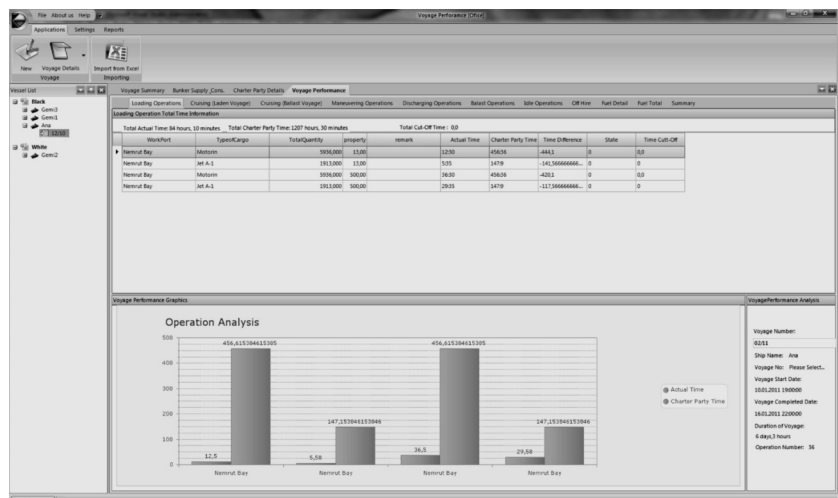 File About us Help
Voyage Perforamce [Ofice]
Applications Settings Reports
New Voyage Details Import from Excel
Voyage Importing
Vessel List
Black
Gemi3
Gemi1
Ana
White
Gemi2
Voyage Summary Bunker Supply ,Cons. Charter Party Details Voyage Performance
Loading Operations Cruising (Laden Voyage) Cruising (Ballast Voyage) Maneuvering Operations Discharging Operations Balast Operations Idle Operations Off Hire Fuel Detail Fuel Total Summary
Loading Operation Total Time Information
Total Actual Time: 84 hours, 10 minutes Total Charter Party Time: 1207 hours, 30 minutes Total Cut-Off Time : 0,0
WorkPort TypeofCargo TotalQuantity property remark Actual Time Charter Party Time Time Difference State Time Cutt-Off
Nemrut Bay Motorin 5936,000 13,00 12:30 456:36 -444,1 0 0,0
Nemrut Bay Jet A-1 1913,000 13,00 5:35 147:9 -141,566666666... 0 0
Nemrut Bay Motorin 5936,000 500,00 36:30 456:36 -420,1 0 0,0
Nemrut Bay Jet A-1 1913,000 500,00 29:35 147:9 -117,566666666... 0 0
Voyage Performance Graphics
Operation Analysis
500
400
300
200
100
0
456,615384615385
456,615384615385
147,153846153846
147,153846153846
12,5
5,58
36,5
29,58
Nemrut Bay Nemrut Bay Nemrut Bay Nemrut Bay
Actual Time
Charter Party Time
VoyagePerformance Analysis
Voyage Number:
02/11
Ship Name: Ana
Voyage No: Please Select..
Voyage Start Date:
10.01.2011 19:00:00
Voyage Completed Date:
16.01.2011 22:00:00
Duration of Voyage:
6 days,3 hours
Operation Number: 36